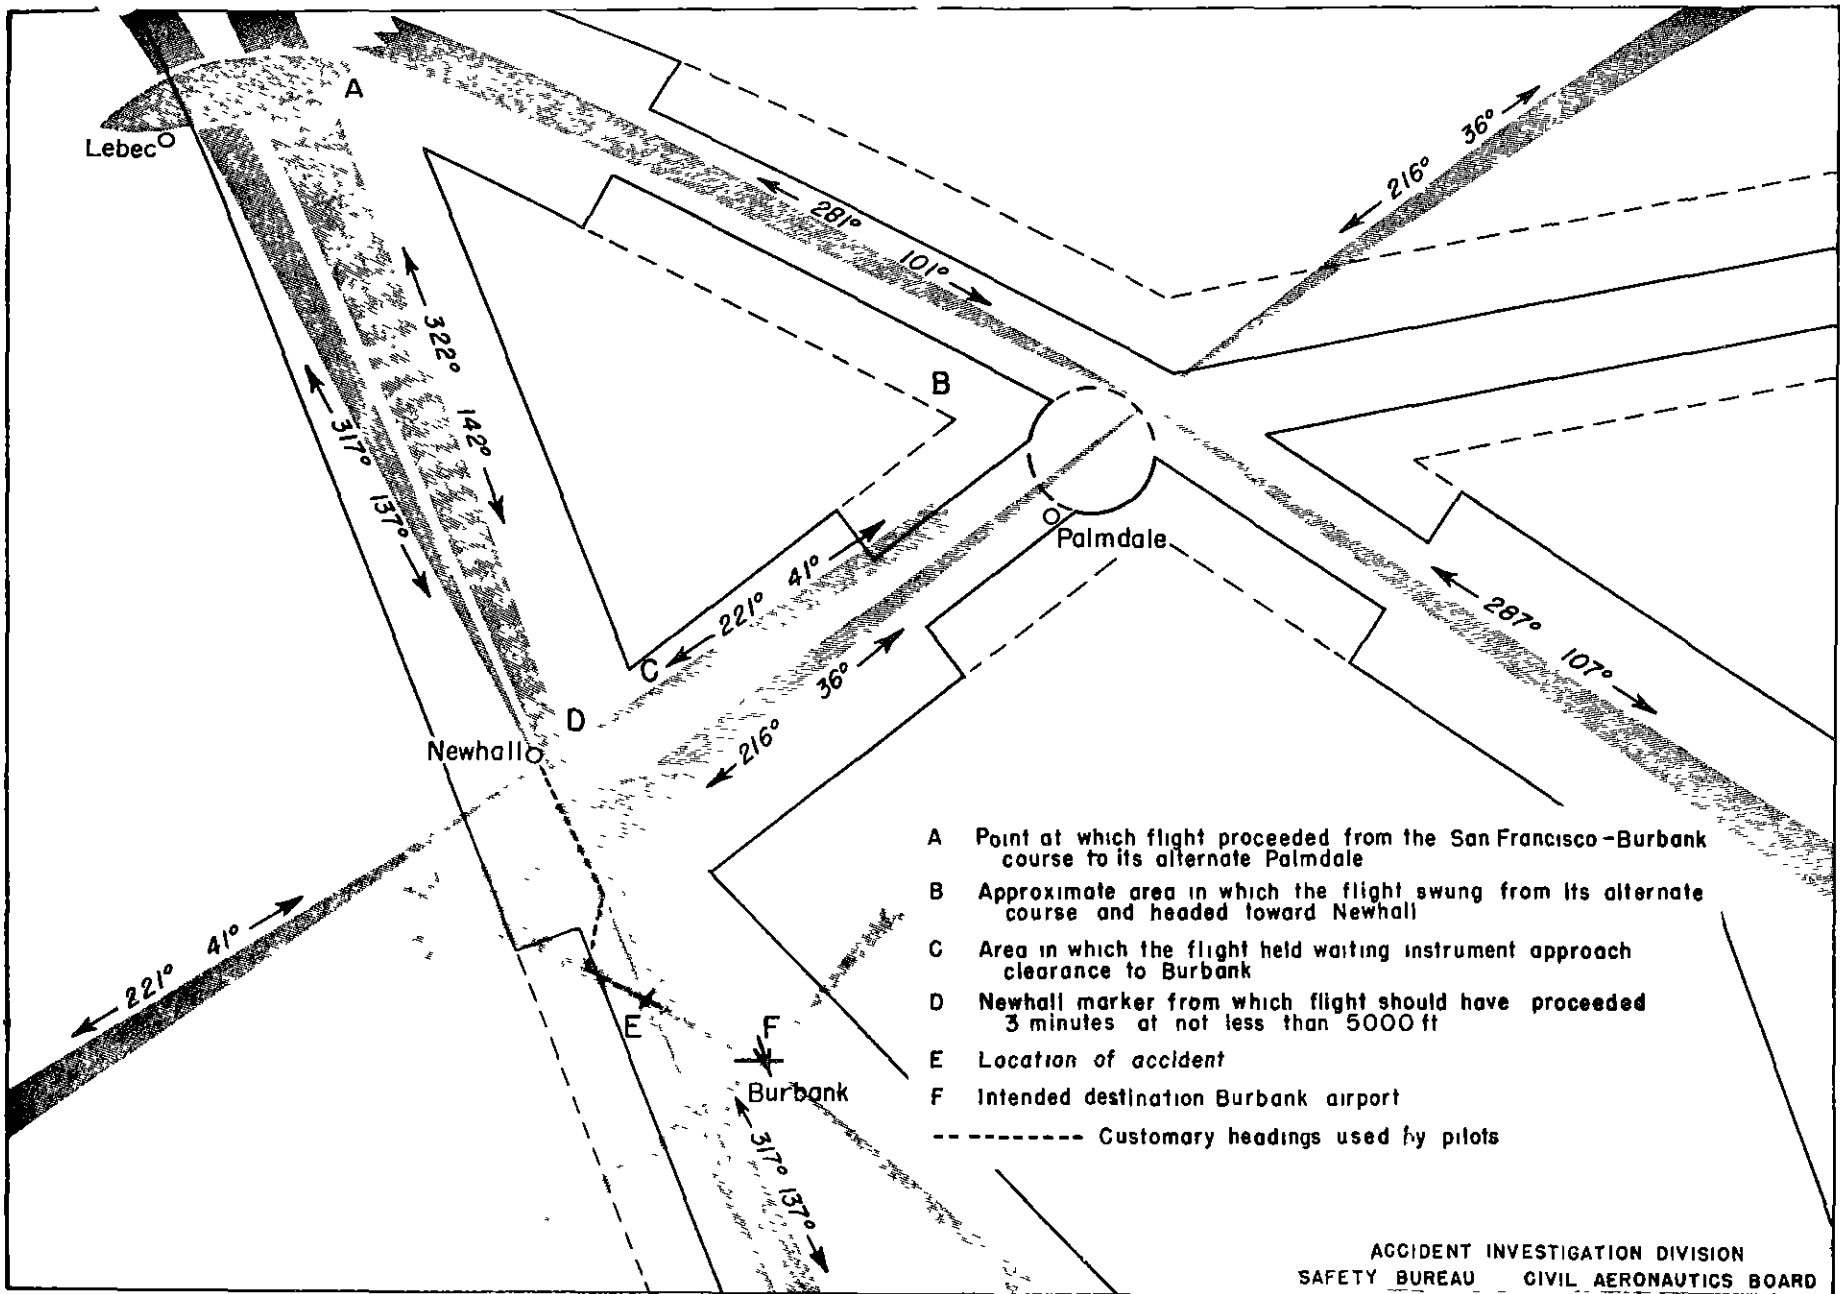 A
Lebec
281°
101°
216°
36°
322°
142°
317°
137°
B
Palmdale
221°
41°
C
36°
216°
287°
107°
D
Newhall
221°
41°
E
F
Burbank
317°
137°
A Point at which flight proceeded from the San Francisco-Burbank
course to its alternate Palmdale
B Approximate area in which the flight swung from its alternate
course and headed toward Newhall
C Area in which the flight held waiting instrument approach
clearance to Burbank
D Newhall marker from which flight should have proceeded
3 minutes at not less than 5000 ft
E Location of accident
F Intended destination Burbank airport
---------- Customary headings used by pilots
ACCIDENT INVESTIGATION DIVISION
SAFETY BUREAU CIVIL AERONAUTICS BOARD